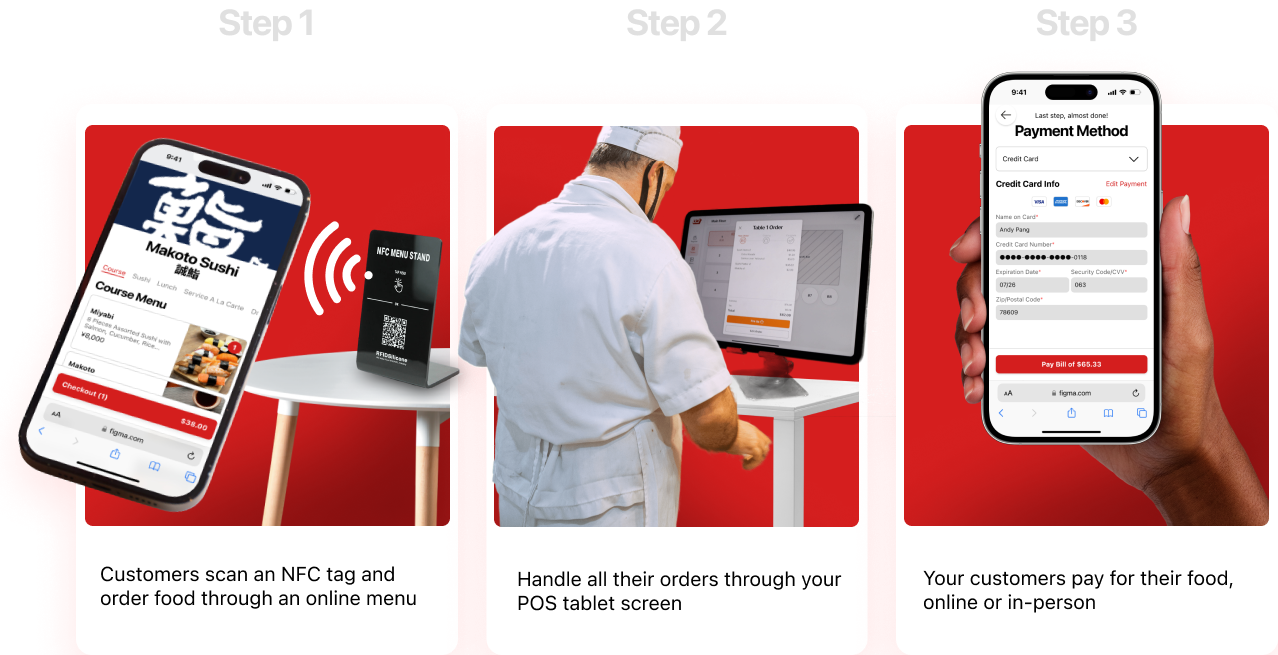 Step 1
Step 2
Step 3
9:41
鮨
Makoto Sushi
誠鮨
Course Sushi Lunch Service A La Carte
Course Menu
Miyabi
8 Pieces Assorted Sushi with
Salmon, Cucumber, Rice...
¥8,000
1
Makoto
Checkout (1) $38.00
AA figma.com
NFC MENU STAND
RFIDSilicone
Customers scan an NFC tag and
order food through an online menu
Table 1 Order
Handle all their orders through your
POS tablet screen
9:41
Last step, almost done!
Payment Method
Credit Card
Credit Card Info Edit Payment
VISA
Name on Card*
Andy Pang
Credit Card Number*
●●●●-●●●●-●●●●-0118
Expiration Date* Security Code/CVV*
07/26 063
Zip/Postal Code*
78609
Pay Bill of $65.33
AA figma.com
Your customers pay for their food,
online or in-person